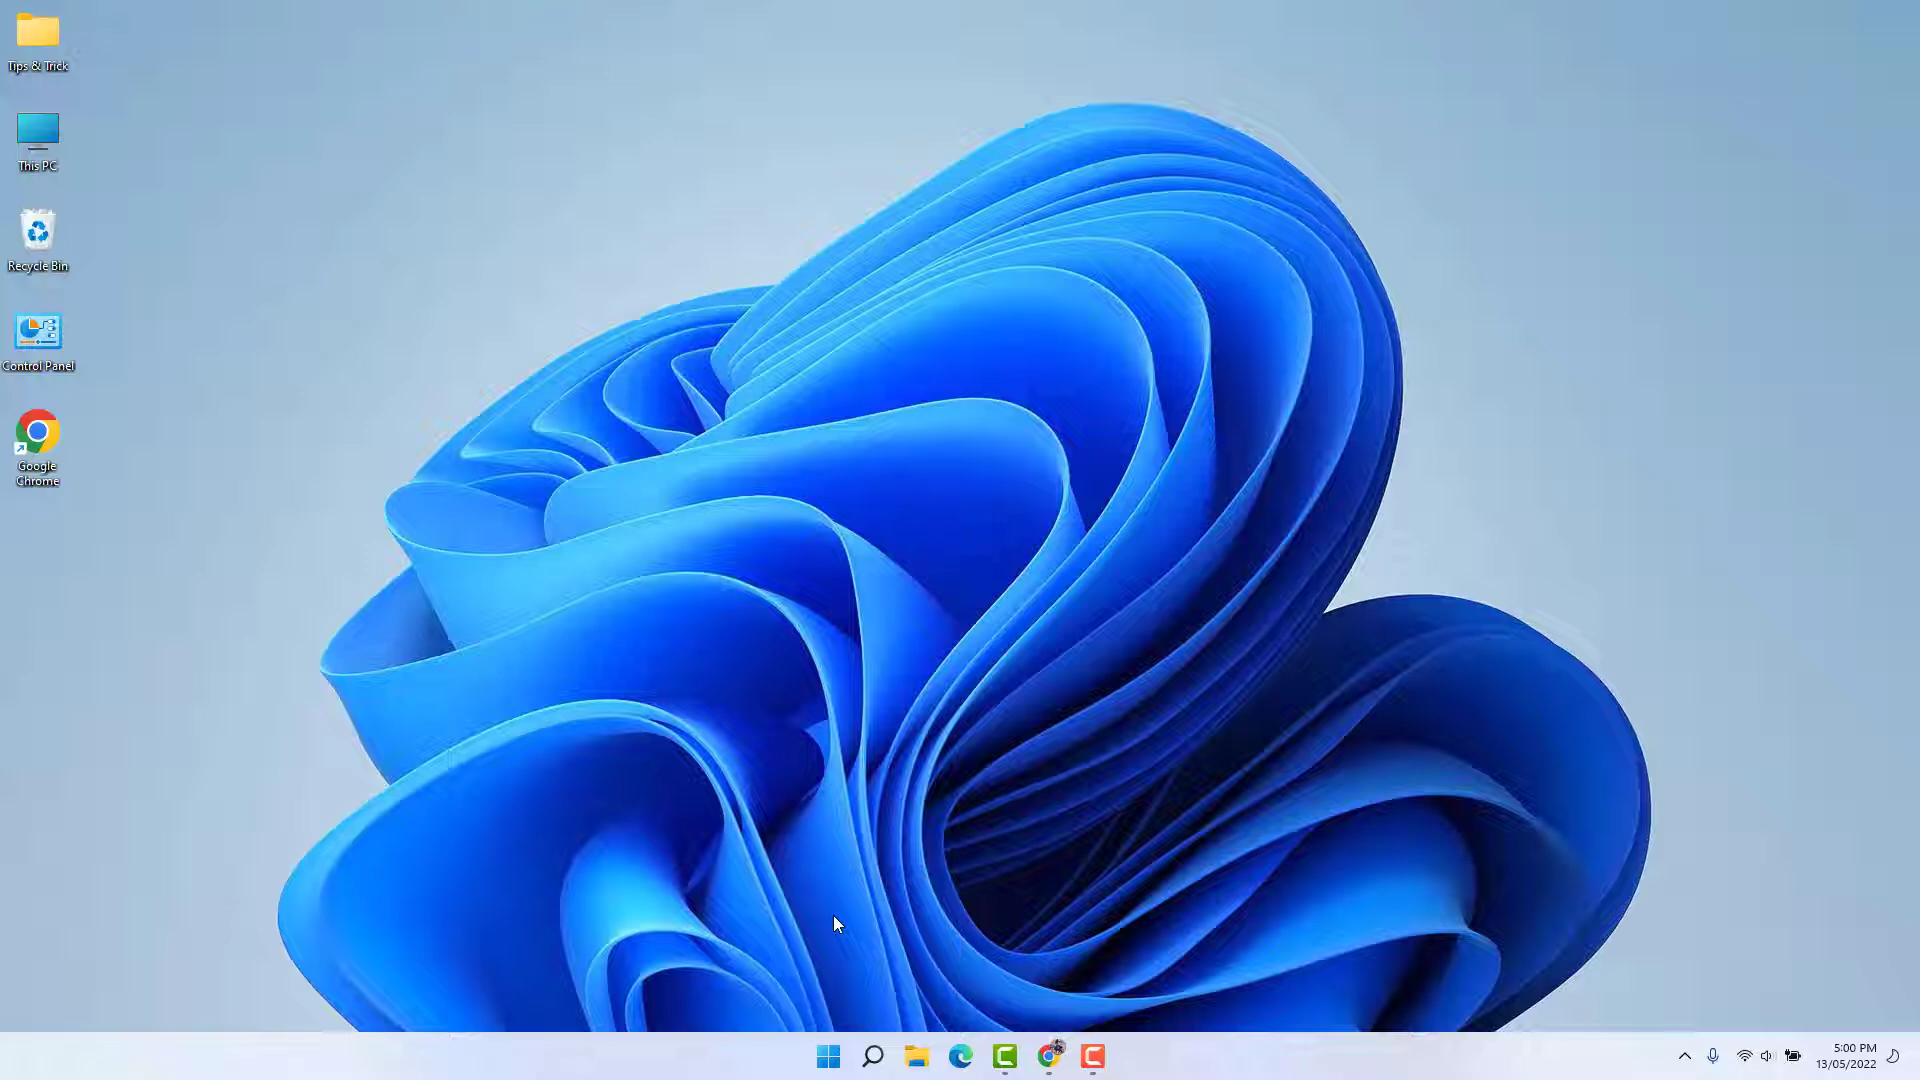 Tips & Trick
This PC
Recycle Bin
Control Panel
Google
Chrome
5:00 PM
13/05/2022